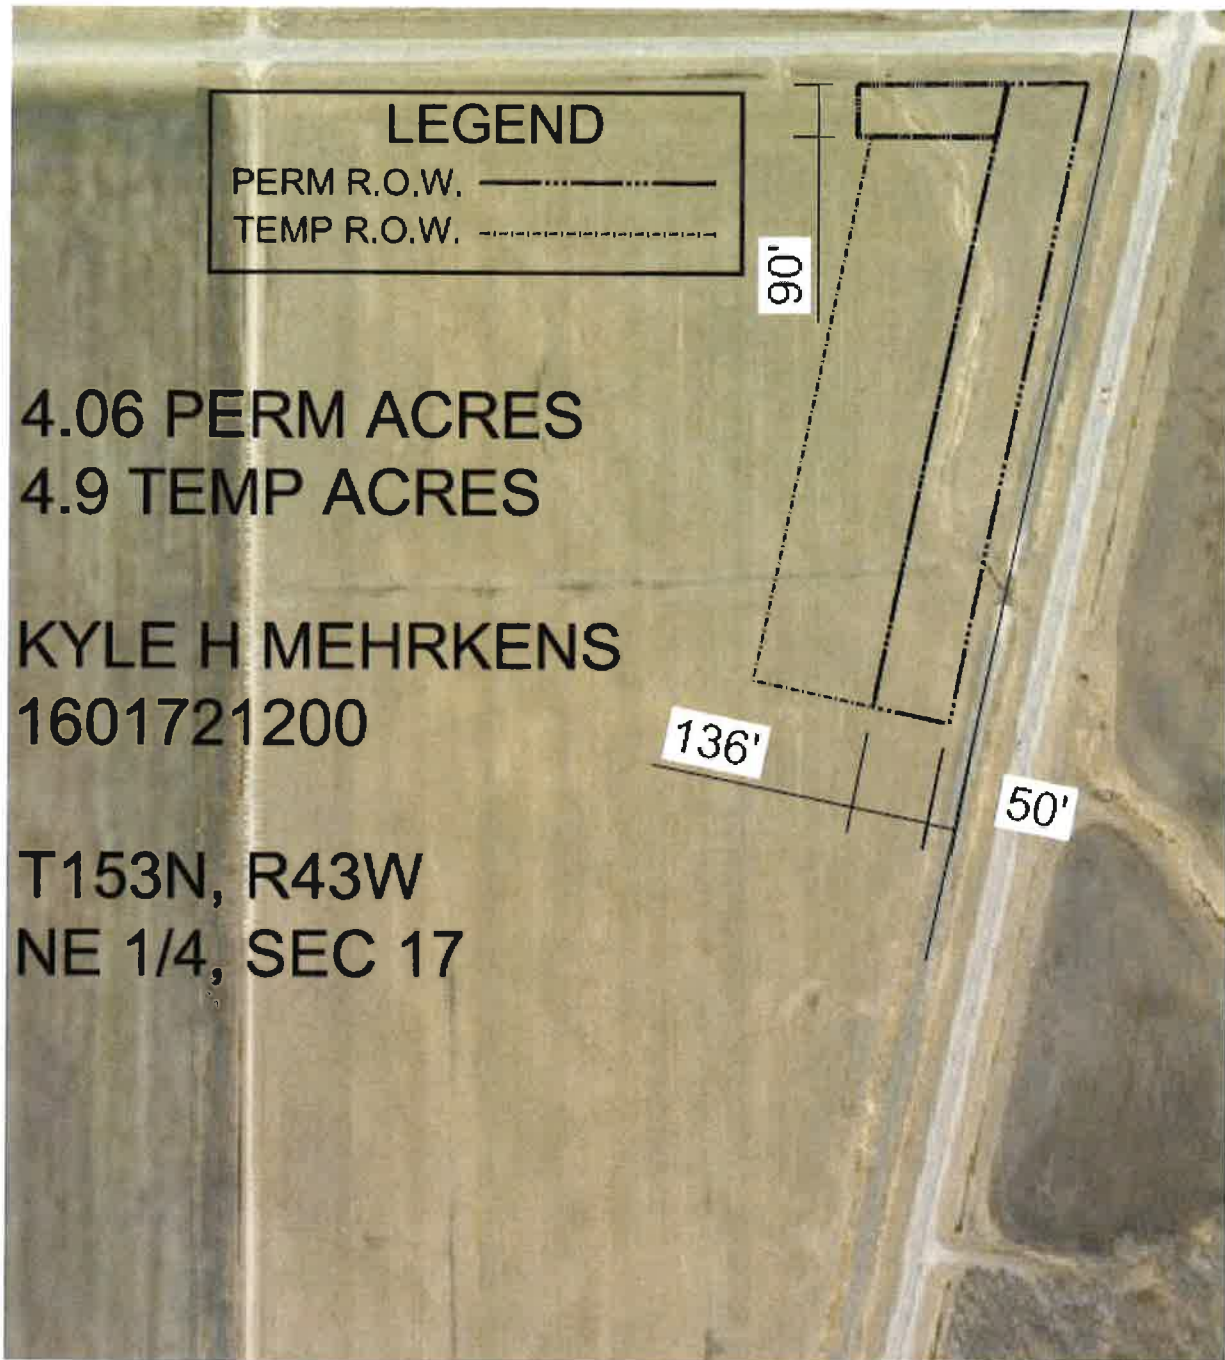 LEGEND
PERM R.O.W.
TEMP R.O.W.
90'
4.06 PERM ACRES
4.9 TEMP ACRES
KYLE H MEHRKENS
1601721200
136'
50'
T153N, R43W
NE 1/4, SEC 17